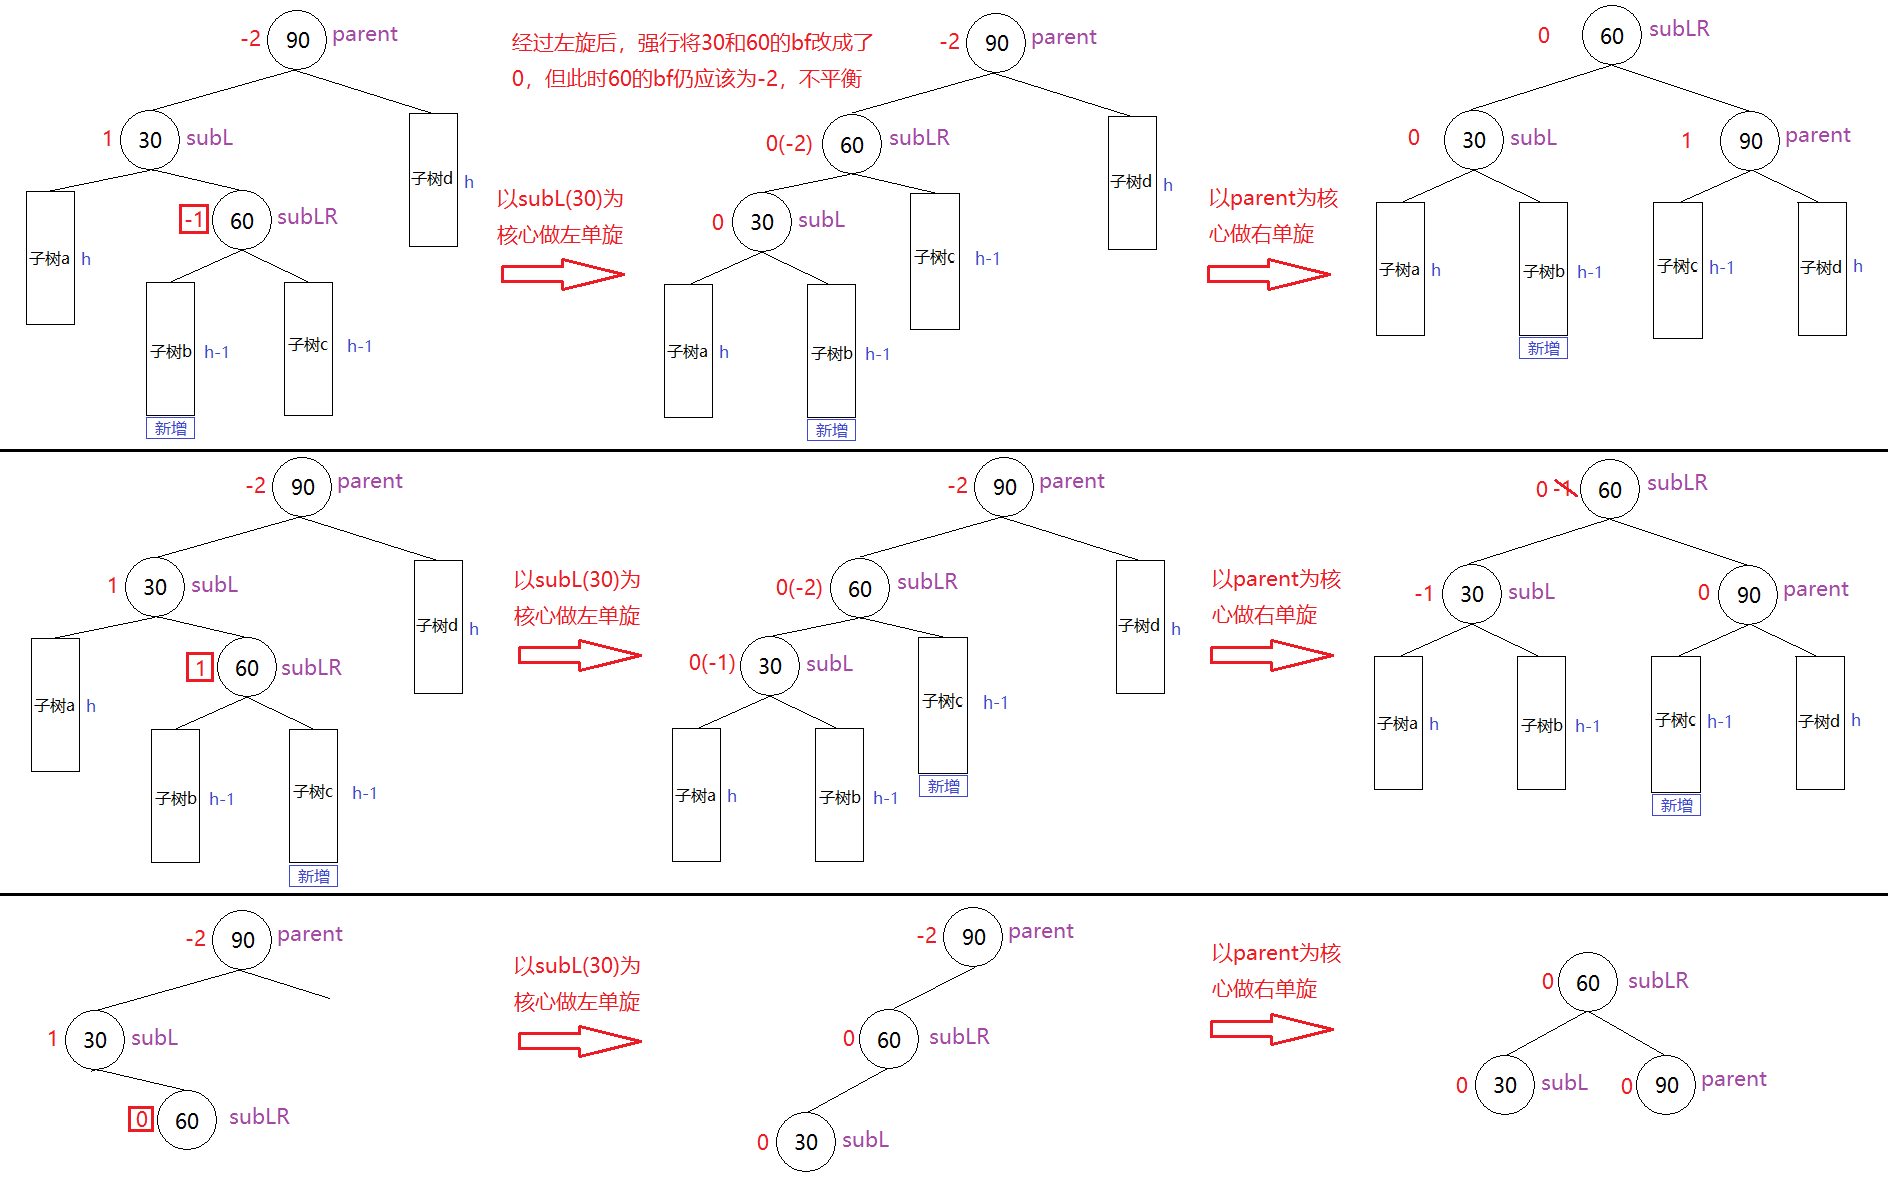 -2 90 parent
1 30 subL
-1 60 subLR
子树a h
子树b h-1
子树c h-1
子树d h
新增
经过左旋后，强行将30和60的bf改成了
0，但此时60的bf仍应该为-2，不平衡
以subL(30)为
核心做左单旋
-2 90 parent
0(-2) 60 subLR
0 30 subL
子树a h
子树b h-1
子树c h-1
子树d h
新增
以parent为核
心做右单旋
0 60 subLR
0 30 subL
1 90 parent
子树a h
子树b h-1
子树c h-1
子树d h
新增
-2 90 parent
1 30 subL
1 60 subLR
子树a h
子树b h-1
子树c h-1
子树d h
新增
以subL(30)为
核心做左单旋
-2 90 parent
0(-2) 60 subLR
0(-1) 30 subL
子树a h
子树b h-1
子树c h-1
子树d h
新增
以parent为核
心做右单旋
0 -1 60 subLR
-1 30 subL
0 90 parent
子树a h
子树b h-1
子树c h-1
子树d h
新增
-2 90 parent
1 30 subL
0 60 subLR
以subL(30)为
核心做左单旋
-2 90 parent
0 60 subLR
0 30 subL
以parent为核
心做右单旋
0 60 subLR
0 30 subL
0 90 parent